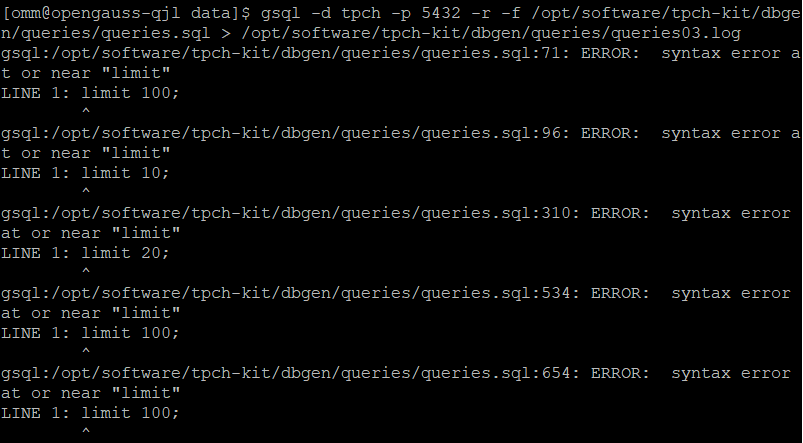 [omm@opengauss-qjl data]$ gsql -d tpch -p 5432 -r -f /opt/software/tpch-kit/dbge
n/queries/queries.sql > /opt/software/tpch-kit/dbgen/queries/queries03.log
gsql:/opt/software/tpch-kit/dbgen/queries/queries.sql:71: ERROR:  syntax error a
t or near "limit"
LINE 1: limit 100;
        ^
gsql:/opt/software/tpch-kit/dbgen/queries/queries.sql:96: ERROR:  syntax error a
t or near "limit"
LINE 1: limit 10;
        ^
gsql:/opt/software/tpch-kit/dbgen/queries/queries.sql:310: ERROR:  syntax error
at or near "limit"
LINE 1: limit 20;
        ^
gsql:/opt/software/tpch-kit/dbgen/queries/queries.sql:534: ERROR:  syntax error
at or near "limit"
LINE 1: limit 100;
        ^
gsql:/opt/software/tpch-kit/dbgen/queries/queries.sql:654: ERROR:  syntax error
at or near "limit"
LINE 1: limit 100;
        ^